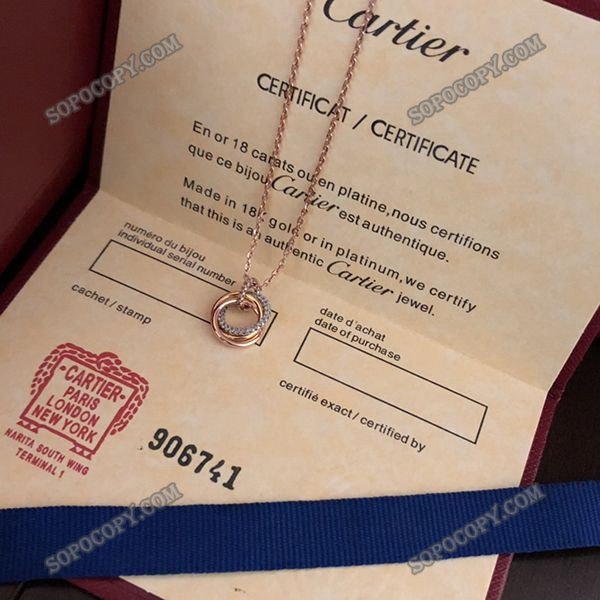 Cartier
CERTIFICAT / CERTIFICATE
En or 18 carats ou en platine, nous certifions
que ce bijou Cartier est authentique.
Made in 18k gold or in platinum, we certify
that this is an authentic Cartier jewel.
numéro du bijou
individual serial number
cachet / stamp
date d'achat
date of purchase
certifié exact / certified by
CARTIER
PARIS
LONDON
NEW YORK
NARITA SOUTH WING
TERMINAL 1
906741
SOPOCOPY.COM
SOPOCOPY.COM
SOPOCOPY.COM
SOPOCOPY.COM
SOPOCOPY.COM